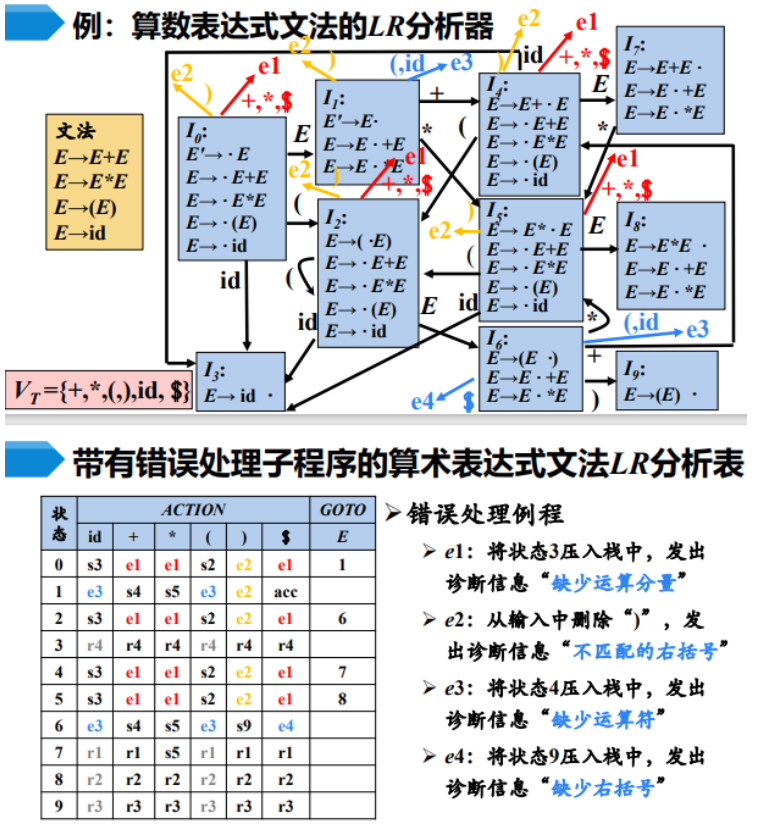 例：算数表达式文法的LR分析器
文法
E→E+E
E→E*E
E→(E)
E→id
V_T={+,*,(,),id, $}
e2
)
e1
+,*,$
I0:
E'→ · E
E→ · E+E
E→ · E*E
E→ · (E)
E→ · id
E
(
id
e2
)
(,id
e3
I1:
E'→E·
E→E · +E
E→E · *E
+
*
e2
)
e1
+,*,$
I2:
E→( ·E)
E→ · E+E
E→ · E*E
E→ · (E)
E→ · id
(
E
id
I3:
E→ id ·
id
e2
)
e1
+,*,$
I4:
E→E+ · E
E→ · E+E
E→ · E*E
E→ · (E)
E→ · id
(
E
e2
)
e1
+,*,$
I5:
E→ E* · E
E→ · E+E
E→ · E*E
E→ · (E)
E→ · id
(
E
id
I6:
E→(E ·)
E→E · +E
E→E · *E
*
(,id
e3
+
)
e4
$
I7:
E→E+E ·
E→E · +E
E→E · *E
*
I8:
E→E*E ·
E→E · +E
E→E · *E
I9:
E→(E) ·
带有错误处理子程序的算术表达式文法LR分析表
状态 ACTION GOTO
id + * ( ) $ E
0 s3 e1 e1 s2 e2 e1 1
1 e3 s4 s5 e3 e2 acc
2 s3 e1 e1 s2 e2 e1 6
3 r4 r4 r4 r4 r4 r4
4 s3 e1 e1 s2 e2 e1 7
5 s3 e1 e1 s2 e2 e1 8
6 e3 s4 s5 e3 s9 e4
7 r1 r1 s5 r1 r1 r1
8 r2 r2 r2 r2 r2 r2
9 r3 r3 r3 r3 r3 r3
错误处理例程
e1：将状态3压入栈中，发出
诊断信息“缺少运算分量”
e2：从输入中删除“)”，发
出诊断信息“不匹配的右括号”
e3：将状态4压入栈中，发出
诊断信息“缺少运算符”
e4：将状态9压入栈中，发出
诊断信息“缺少右括号”